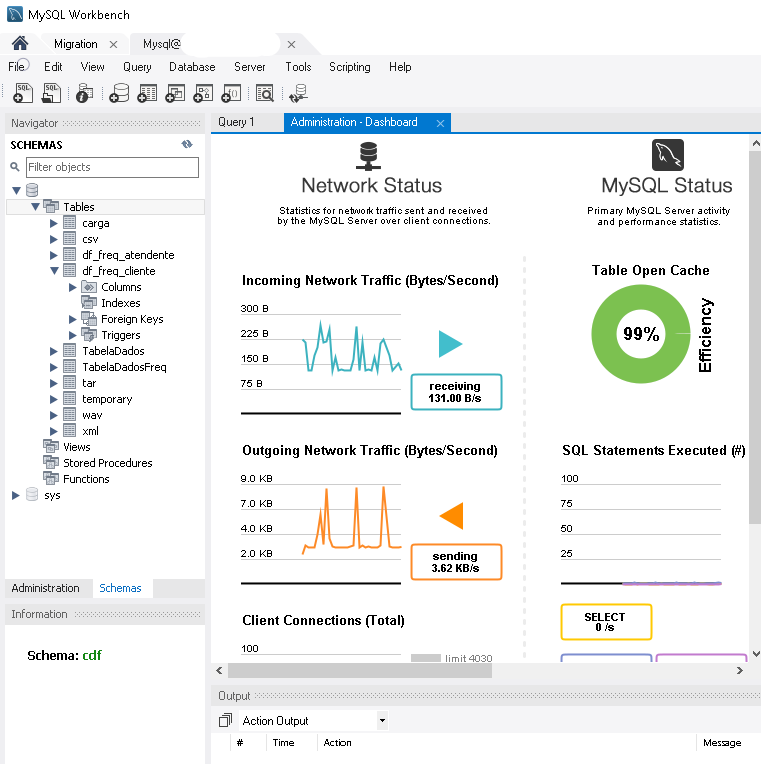 MySQL Workbench
Migration
Mysql@
File Edit View Query Database Server Tools Scripting Help
Navigator
SCHEMAS
Filter objects
Tables
carga
csv
df_freq_atendente
df_freq_cliente
Columns
Indexes
Foreign Keys
Triggers
TabelaDados
TabelaDadosFreq
tar
temporary
wav
xml
Views
Stored Procedures
Functions
sys
Administration Schemas
Information
Schema: cdf
Query 1
Administration - Dashboard
Network Status
Statistics for network traffic sent and received
by the MySQL Server over client connections.
Incoming Network Traffic (Bytes/Second)
300 B
225 B
150 B
75 B
receiving
131.00 B/s
Outgoing Network Traffic (Bytes/Second)
9.0 KB
7.0 KB
4.0 KB
2.0 KB
sending
3.62 KB/s
Client Connections (Total)
100
limit 4030
MySQL Status
Primary MySQL Server activity
and performance statistics.
Table Open Cache
99%
Efficiency
SQL Statements Executed (#)
100
75
50
25
SELECT
0 /s
Output
Action Output
# Time Action Message